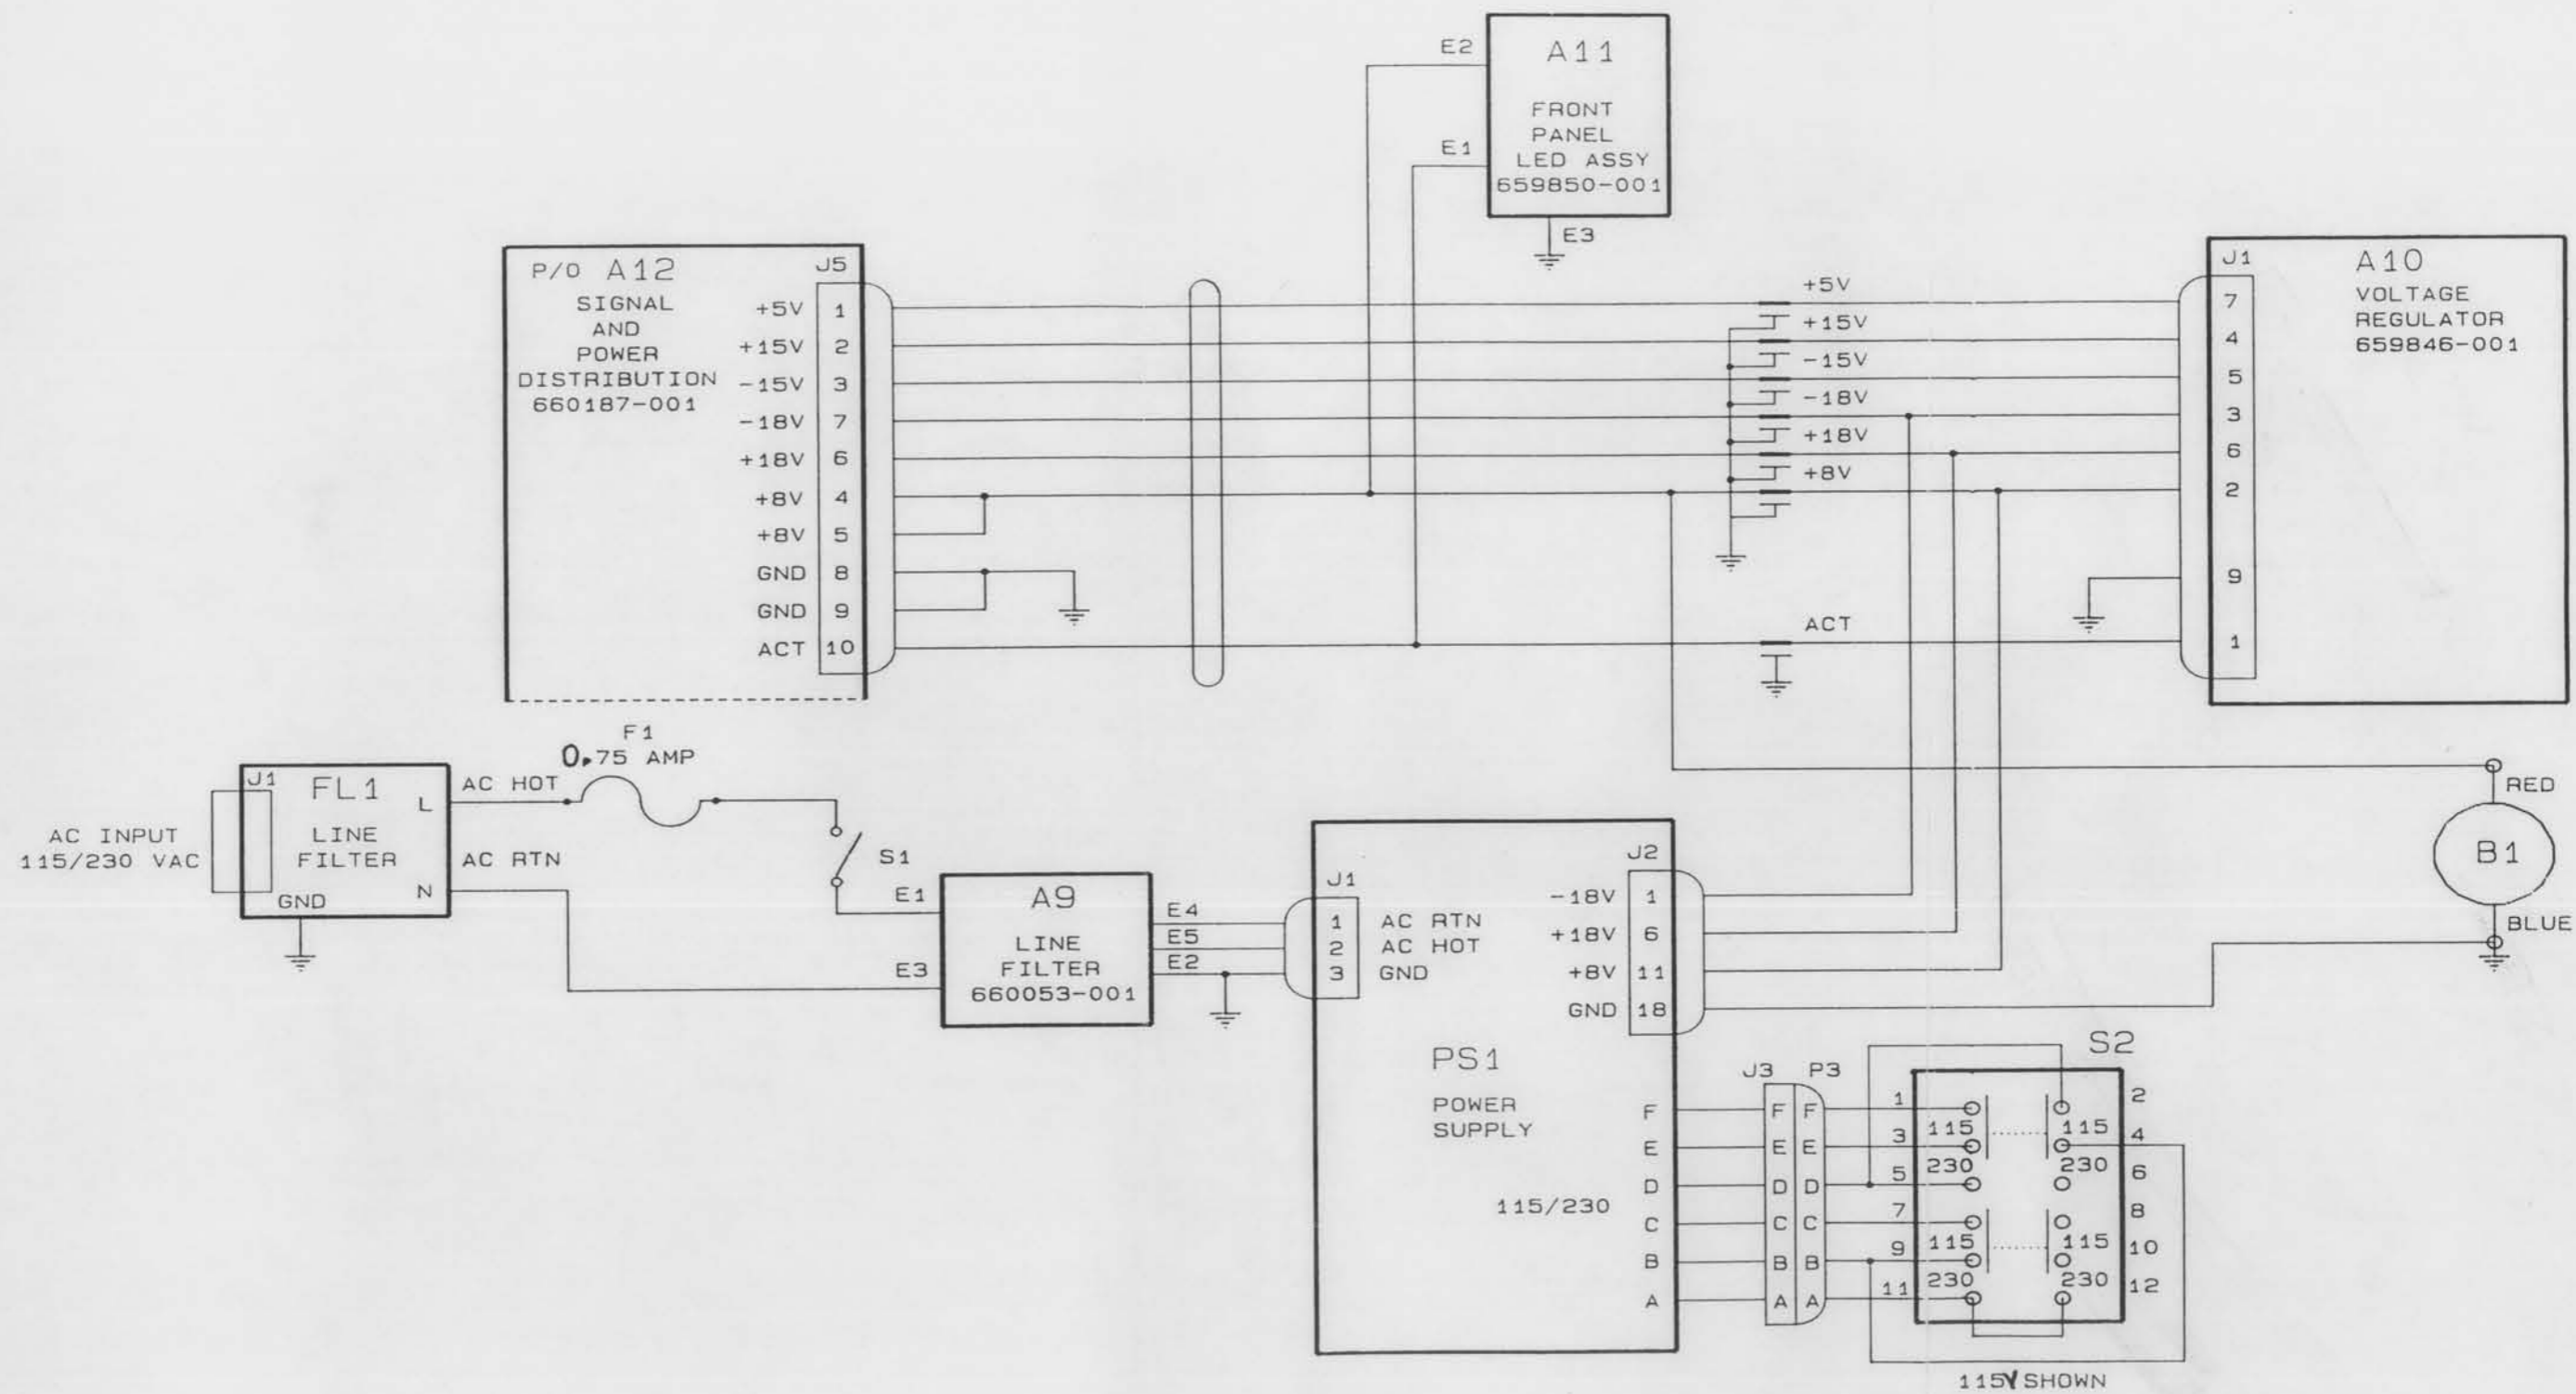 E2
A11
FRONT
PANEL
LED ASSY
659850-001
E1
E3
P/O A12
SIGNAL
AND
POWER
DISTRIBUTION
660187-001
J5
+5V 1
+15V 2
-15V 3
-18V 7
+18V 6
+8V 4
+8V 5
GND 8
GND 9
ACT 10
+5V
+15V
-15V
-18V
+18V
+8V
ACT
J1
7
4
5
3
6
2
9
1
A10
VOLTAGE
REGULATOR
659846-001
F1
0.75 AMP
AC INPUT
115/230 VAC
J1
FL1
LINE
FILTER
GND
L
N
AC HOT
AC RTN
S1
E1
E3
A9
LINE
FILTER
660053-001
E4
E5
E2
J1
1 AC RTN
2 AC HOT
3 GND
J2
-18V 1
+18V 6
+8V 11
GND 18
PS1
POWER
SUPPLY
115/230
F
E
D
C
B
A
J3 P3
F F
E E
D D
C C
B B
A A
1
3
5
7
9
11
S2
115 115
230 230
115 115
230 230
2
4
6
8
10
12
115V SHOWN
RED
B1
BLUE